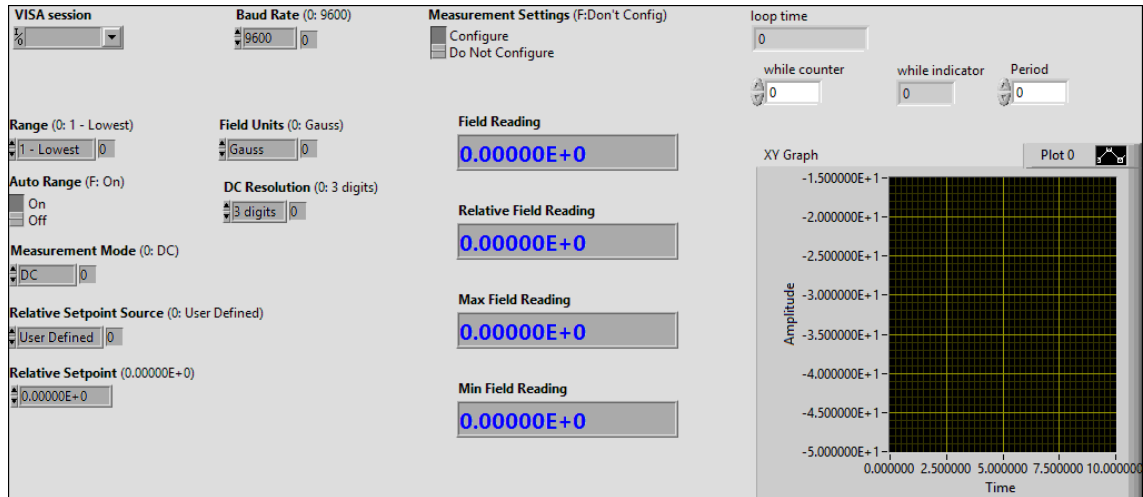 VISA session
Baud Rate (0: 9600)
9600 0
Measurement Settings (F:Don't Config)
Configure
Do Not Configure
loop time
0
while counter
0
while indicator
0
Period
0
Range (0: 1 - Lowest)
1 - Lowest 0
Field Units (0: Gauss)
Gauss 0
Auto Range (F: On)
On
Off
DC Resolution (0: 3 digits)
3 digits 0
Measurement Mode (0: DC)
DC 0
Relative Setpoint Source (0: User Defined)
User Defined 0
Relative Setpoint (0.00000E+0)
0.00000E+0
Field Reading
0.00000E+0
Relative Field Reading
0.00000E+0
Max Field Reading
0.00000E+0
Min Field Reading
0.00000E+0
XY Graph
Plot 0
-1.500000E+1
-2.000000E+1
-2.500000E+1
-3.000000E+1
-3.500000E+1
-4.000000E+1
-4.500000E+1
-5.000000E+1
Amplitude
0.000000 2.500000 5.000000 7.500000 10.000000
Time